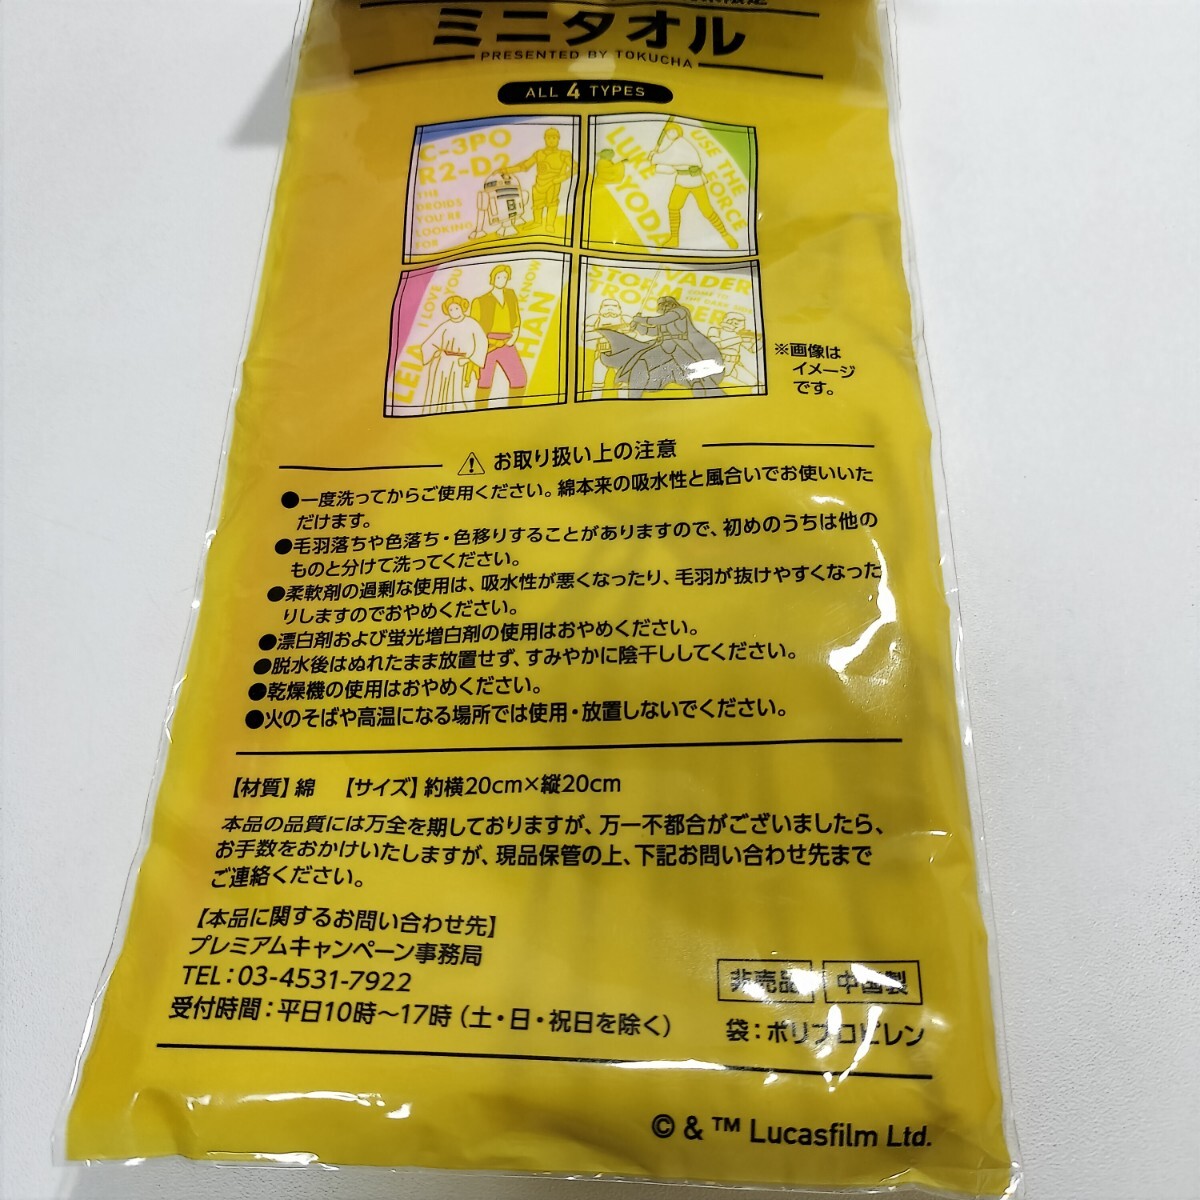 ミニタオル
PRESENTED BY TOKUCHA
ALL 4 TYPES
C-3PO
R2-D2
THE
DROIDS
YOU'RE
LOOKING
FOR
LUKE
YODA
USE THE
FORCE
LEIA
I LOVE
YOU
HAN
I KNOW
VADER
STORM
TROOPER
COME TO
THE DARK SIDE
※画像は
イメージ
です。
お取り扱い上の注意
●一度洗ってからご使用ください。綿本来の吸水性と風合いでお使いいた
だけます。
●毛羽落ちや色落ち・色移りすることがありますので、初めのうちは他の
ものと分けて洗ってください。
●柔軟剤の過剰な使用は、吸水性が悪くなったり、毛羽が抜けやすくなった
りしますのでおやめください。
●漂白剤および蛍光増白剤の使用はおやめください。
●脱水後はぬれたまま放置せず、すみやかに陰干ししてください。
●乾燥機の使用はおやめください。
●火のそばや高温になる場所では使用・放置しないでください。
【材質】綿 【サイズ】約横20cm×縦20cm
本品の品質には万全を期しておりますが、万一不都合がございましたら、
お手数をおかけいたしますが、現品保管の上、下記お問い合わせ先まで
ご連絡ください。
【本品に関するお問い合わせ先】
プレミアムキャンペーン事務局
TEL：03-4531-7922
受付時間：平日10時～17時（土・日・祝日を除く）
非売品 中国製
袋：ポリプロピレン
© & ™ Lucasfilm Ltd.